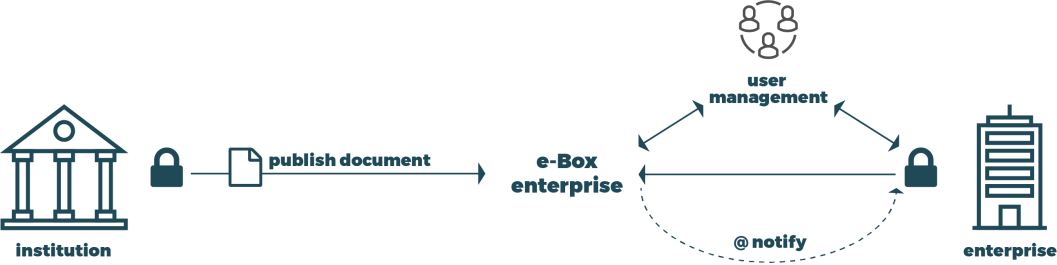 user
management
publish document
e-Box
enterprise
@ notify
institution
enterprise